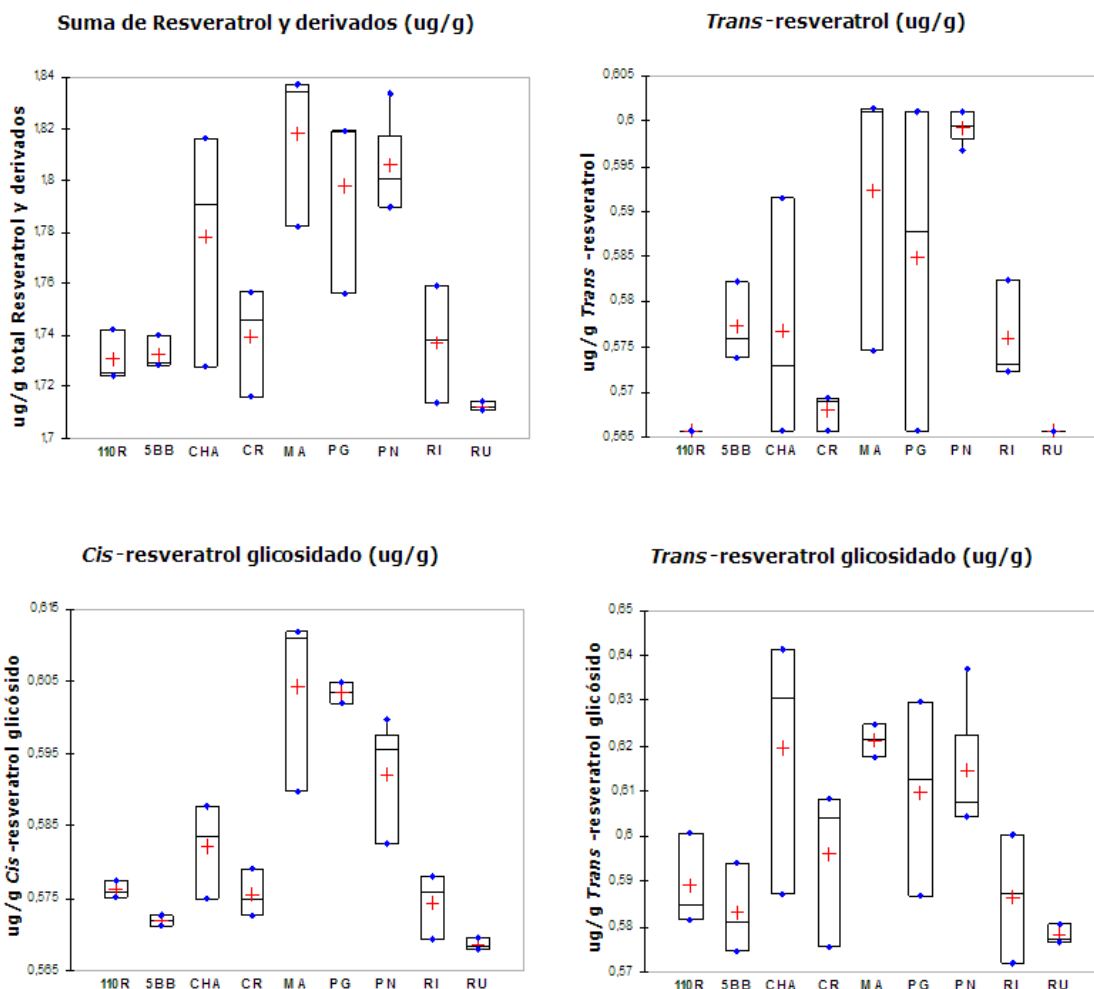 Suma de Resveratrol y derivados (ug/g)
ug/g total Resveratrol y derivados
1,84
1,82
1,8
1,78
1,76
1,74
1,72
1,7
110R 5BB CHA CR MA PG PN RI RU
Trans-resveratrol (ug/g)
ug/g Trans -resveratrol
0,605
0,6
0,595
0,59
0,585
0,58
0,575
0,57
0,565
110R 5BB CHA CR MA PG PN RI RU
Cis-resveratrol glicosidado (ug/g)
ug/g Cis -resveratrol glicósido
0,615
0,605
0,595
0,585
0,575
0,565
110R 5BB CHA CR MA PG PN RI RU
Trans-resveratrol glicosidado (ug/g)
ug/g Trans -resveratrol glicósido
0,65
0,64
0,63
0,62
0,61
0,6
0,59
0,58
0,57
110R 5BB CHA CR MA PG PN RI RU